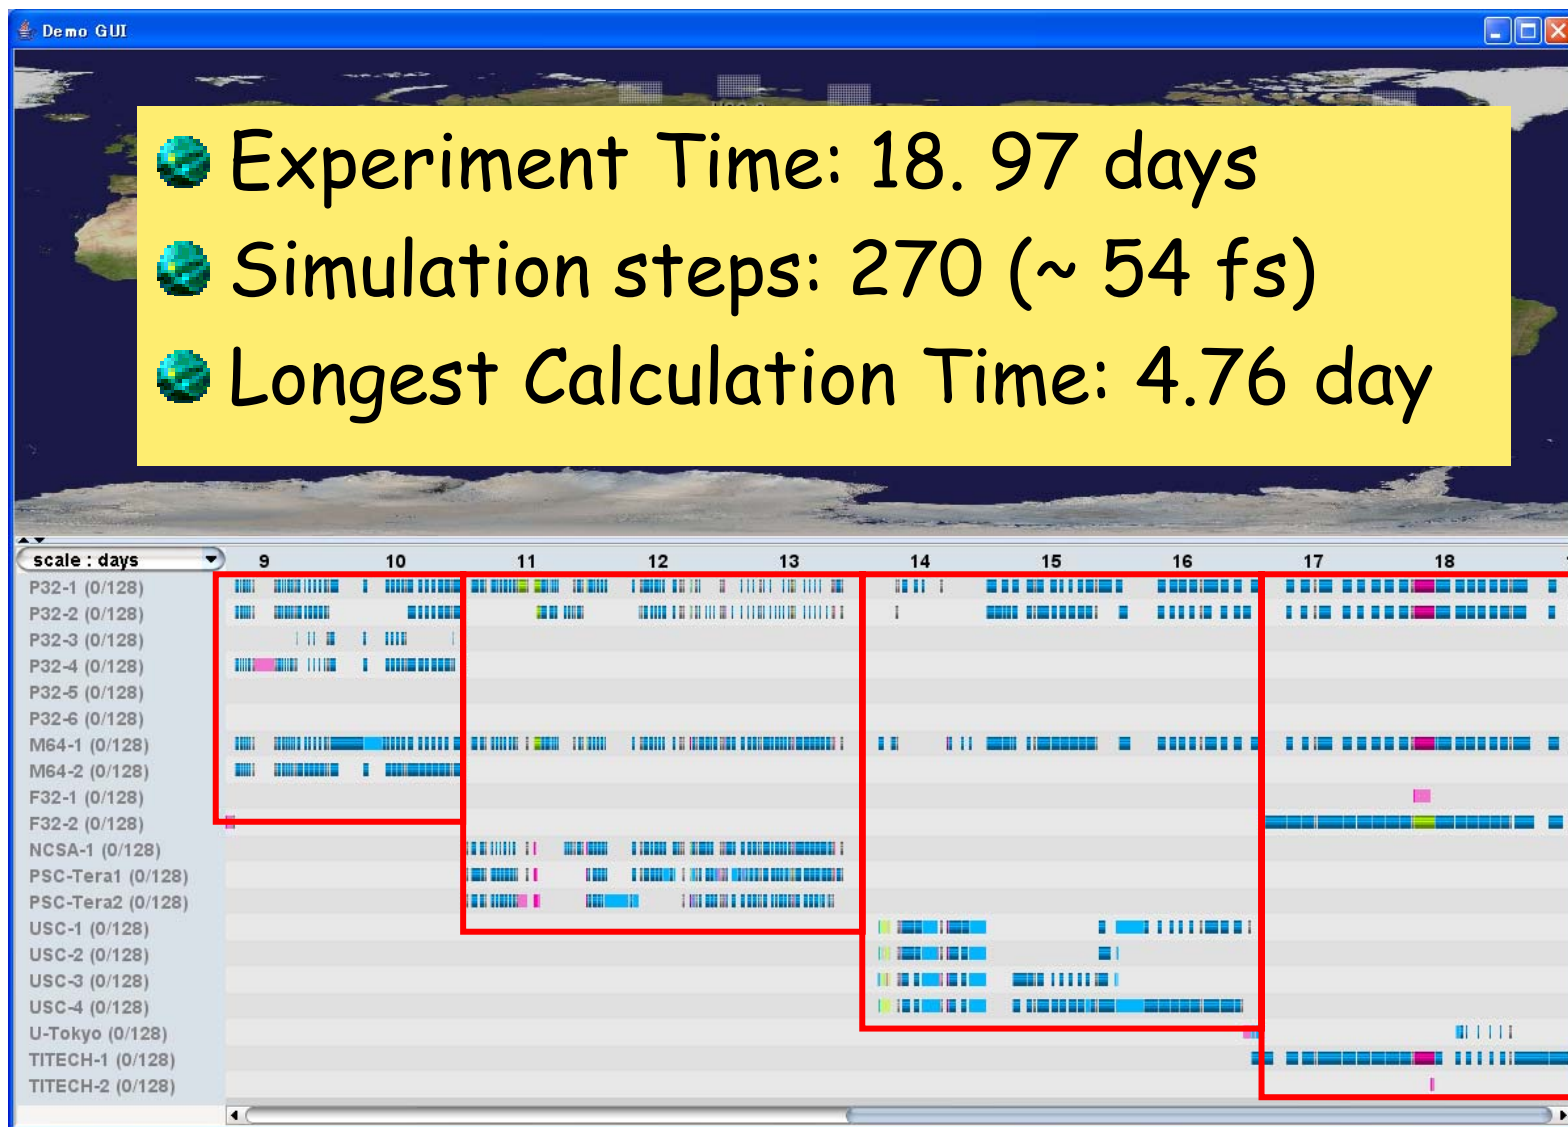 Demo GUI
Experiment Time: 18. 97 days
Simulation steps: 270 (~ 54 fs)
Longest Calculation Time: 4.76 day
scale : days 9 10 11 12 13 14 15 16 17 18
P32-1 (0/128)
P32-2 (0/128)
P32-3 (0/128)
P32-4 (0/128)
P32-5 (0/128)
P32-6 (0/128)
M64-1 (0/128)
M64-2 (0/128)
F32-1 (0/128)
F32-2 (0/128)
NCSA-1 (0/128)
PSC-Tera1 (0/128)
PSC-Tera2 (0/128)
USC-1 (0/128)
USC-2 (0/128)
USC-3 (0/128)
USC-4 (0/128)
U-Tokyo (0/128)
TITECH-1 (0/128)
TITECH-2 (0/128)